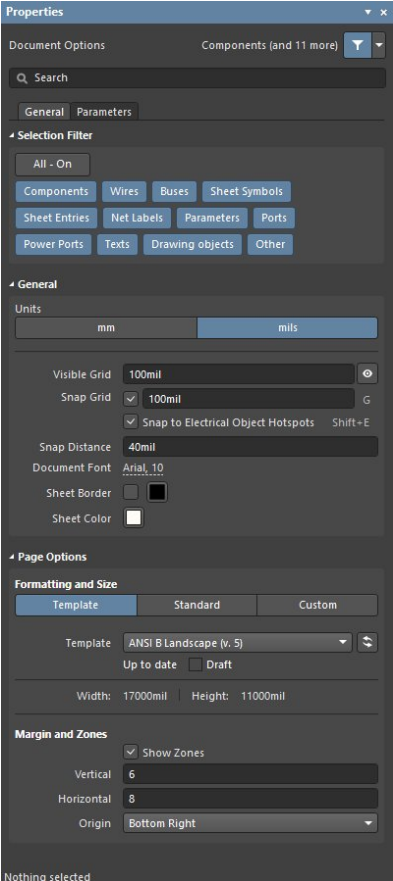 Properties
Document Options Components (and 11 more)
Search
General Parameters
Selection Filter
All - On
Components Wires Buses Sheet Symbols
Sheet Entries Net Labels Parameters Ports
Power Ports Texts Drawing objects Other
General
Units
mm mils
Visible Grid 100mil
Snap Grid 100mil G
Snap to Electrical Object Hotspots Shift+E
Snap Distance 40mil
Document Font Arial, 10
Sheet Border
Sheet Color
Page Options
Formatting and Size
Template Standard Custom
Template ANSI B Landscape (v. 5)
Up to date Draft
Width: 17000mil Height: 11000mil
Margin and Zones
Show Zones
Vertical 6
Horizontal 8
Origin Bottom Right
Nothing selected